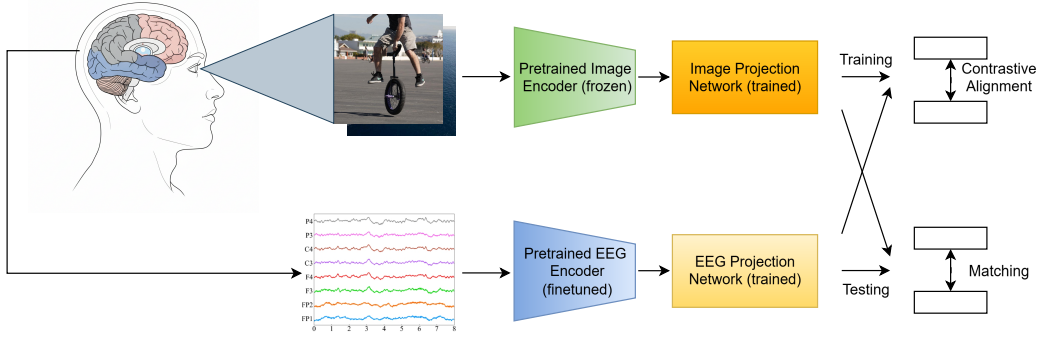 Pretrained Image
Encoder (frozen)
Image Projection
Network (trained)
Training
Contrastive
Alignment
P4
P3
C4
C3
F4
F3
FP2
FP1
0 1 2 3 4 5 6 7 8
Pretrained EEG
Encoder
(finetuned)
EEG Projection
Network (trained)
Testing
Matching